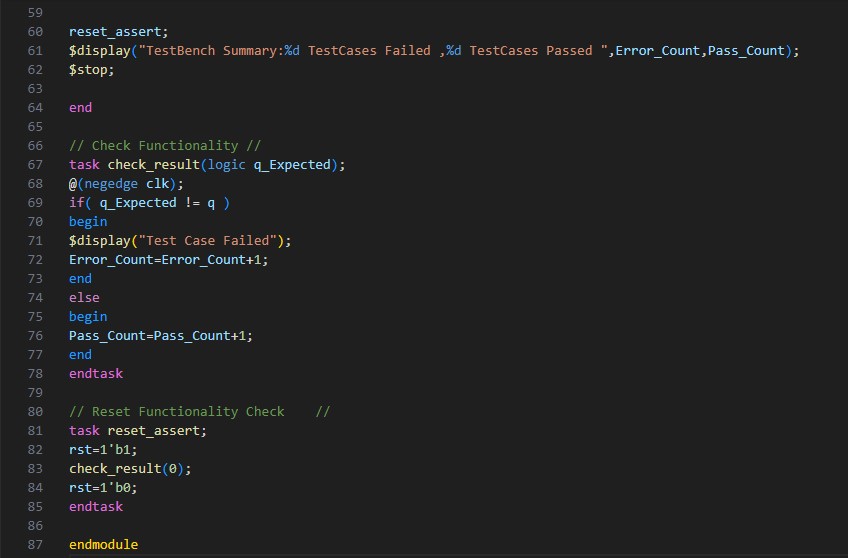 59
60 reset_assert;
61 $display("TestBench Summary:%d TestCases Failed ,%d TestCases Passed ",Error_Count,Pass_Count);
62 $stop;
63
64 end
65
66 // Check Functionality //
67 task check_result(logic q_Expected);
68 @(negedge clk);
69 if( q_Expected != q )
70 begin
71 $display("Test Case Failed");
72 Error_Count=Error_Count+1;
73 end
74 else
75 begin
76 Pass_Count=Pass_Count+1;
77 end
78 endtask
79
80 // Reset Functionality Check    //
81 task reset_assert;
82 rst=1'b1;
83 check_result(0);
84 rst=1'b0;
85 endtask
86
87 endmodule